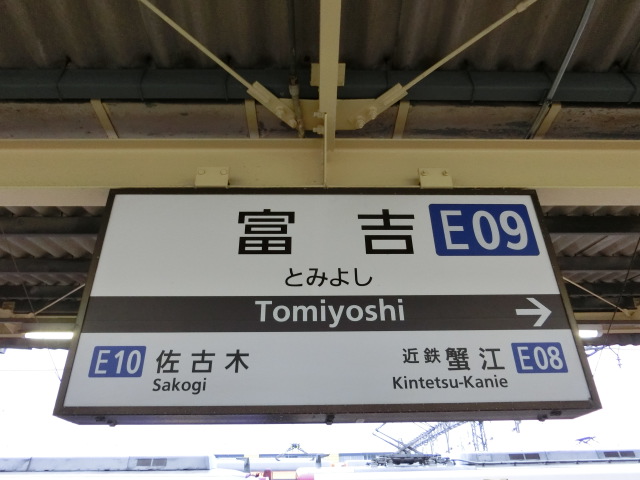 富吉 E09
とみよし
Tomiyoshi →
E10 佐古木 近鉄蟹江 E08
Sakogi Kintetsu-Kanie